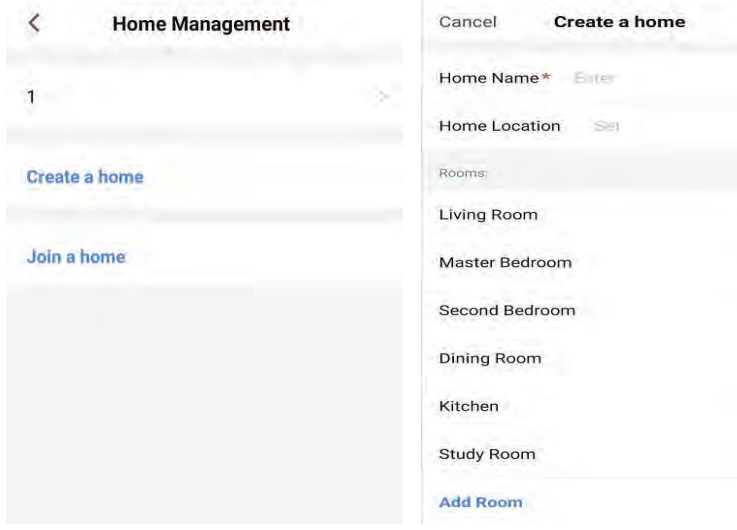 Home Management
1
Create a home
Join a home
Cancel Create a home
Home Name* Enter
Home Location Set
Rooms:
Living Room
Master Bedroom
Second Bedroom
Dining Room
Kitchen
Study Room
Add Room